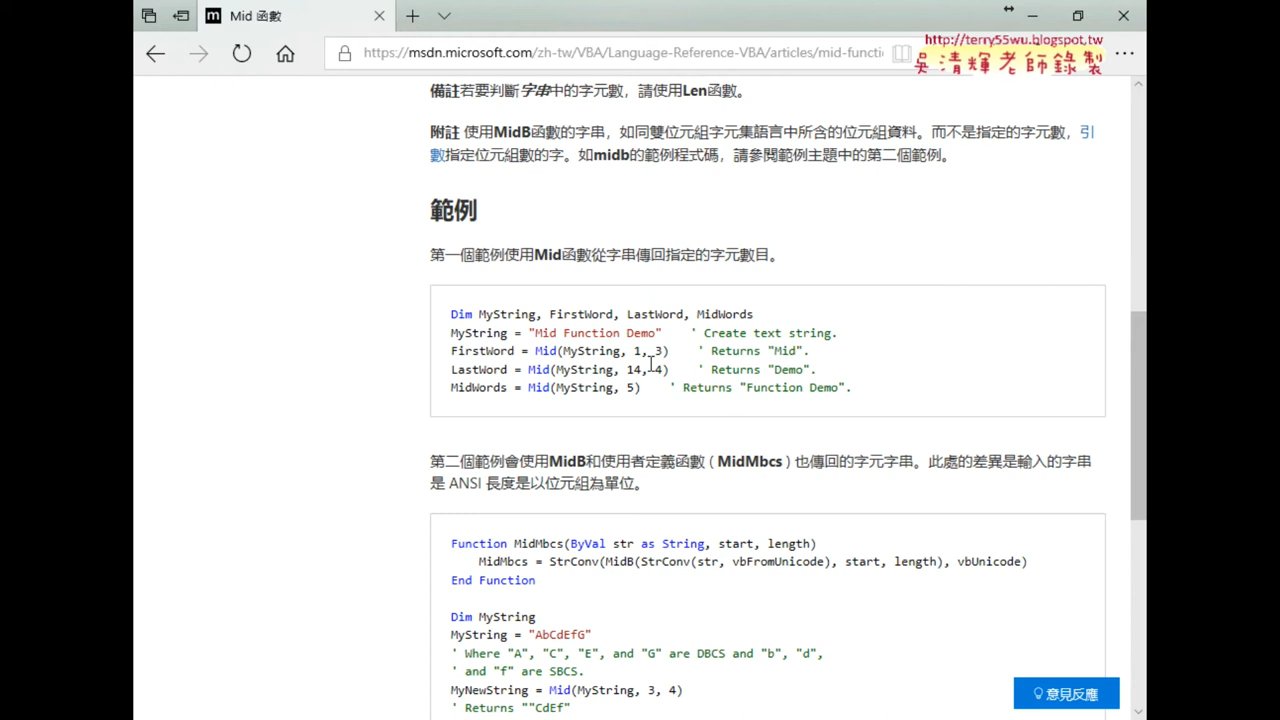 Mid 函數
http://terry55wu.blogspot.tw
https://msdn.microsoft.com/zh-tw/VBA/Language-Reference-VBA/articles/mid-functi
吳清輝老師錄製
備註若要判斷字串中的字元數，請使用Len函數。
附註 使用MidB函數的字串，如同雙位元組字元集語言中所含的位元組資料。而不是指定的字元數，引
數指定位元組數的字。如midb的範例程式碼，請參閱範例主題中的第二個範例。
範例
第一個範例使用Mid函數從字串傳回指定的字元數目。
Dim MyString, FirstWord, LastWord, MidWords
MyString = "Mid Function Demo" ' Create text string.
FirstWord = Mid(MyString, 1, 3) ' Returns "Mid".
LastWord = Mid(MyString, 14, 4) ' Returns "Demo".
MidWords = Mid(MyString, 5) ' Returns "Function Demo".
第二個範例會使用MidB和使用者定義函數 ( MidMbcs ) 也傳回的字元字串。此處的差異是輸入的字串
是 ANSI 長度是以位元組為單位。
Function MidMbcs(ByVal str as String, start, length)
MidMbcs = StrConv(MidB(StrConv(str, vbFromUnicode), start, length), vbUnicode)
End Function
Dim MyString
MyString = "AbCdEfG"
' Where "A", "C", "E", and "G" are DBCS and "b", "d",
' and "f" are SBCS.
MyNewString = Mid(MyString, 3, 4)
' Returns ""CdEf"
意見反應